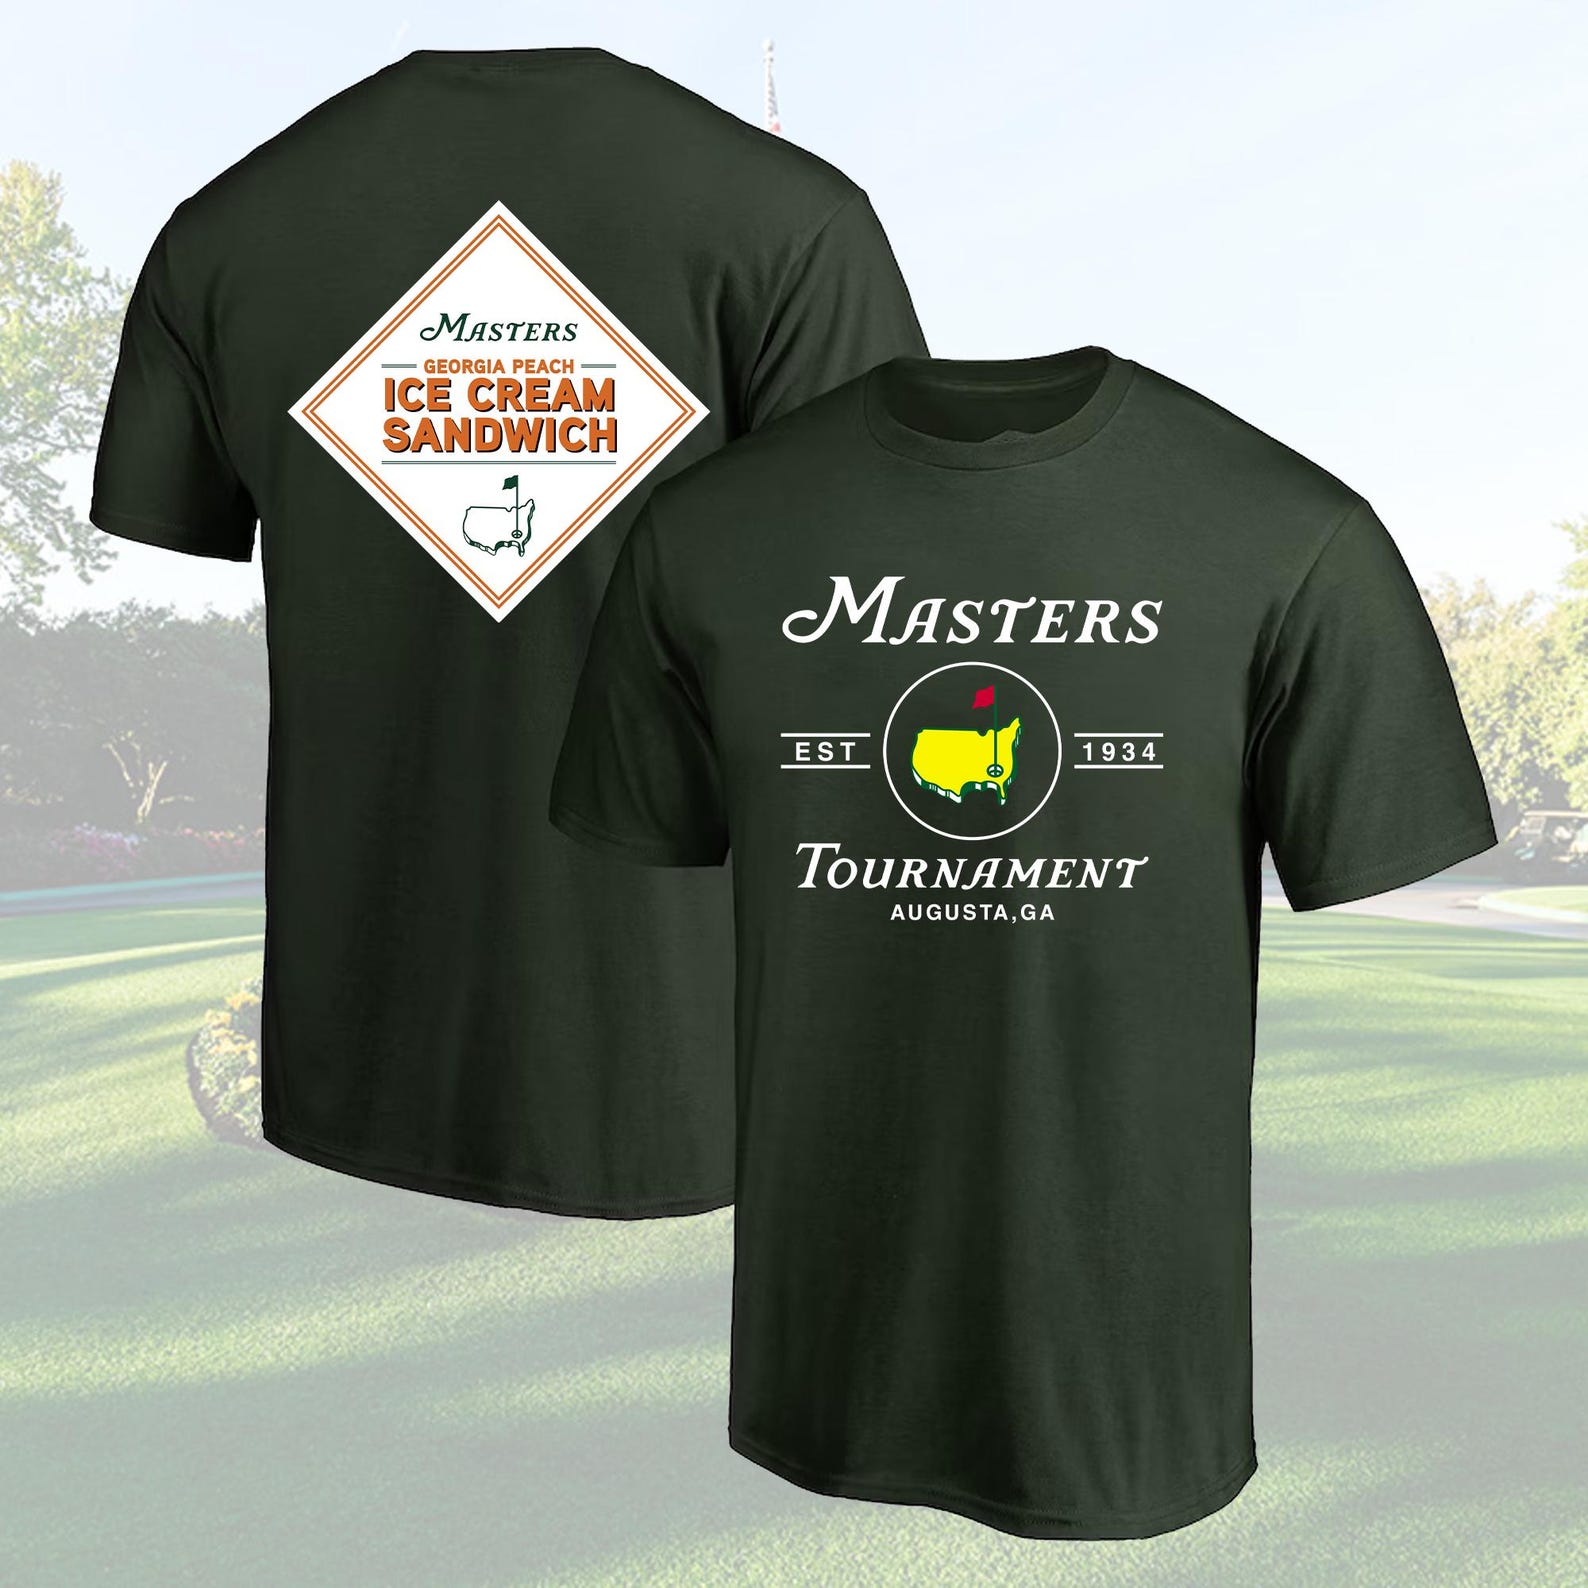 MASTERS
GEORGIA PEACH
ICE CREAM
SANDWICH
MASTERS
EST 1934
TOURNAMENT
AUGUSTA,GA